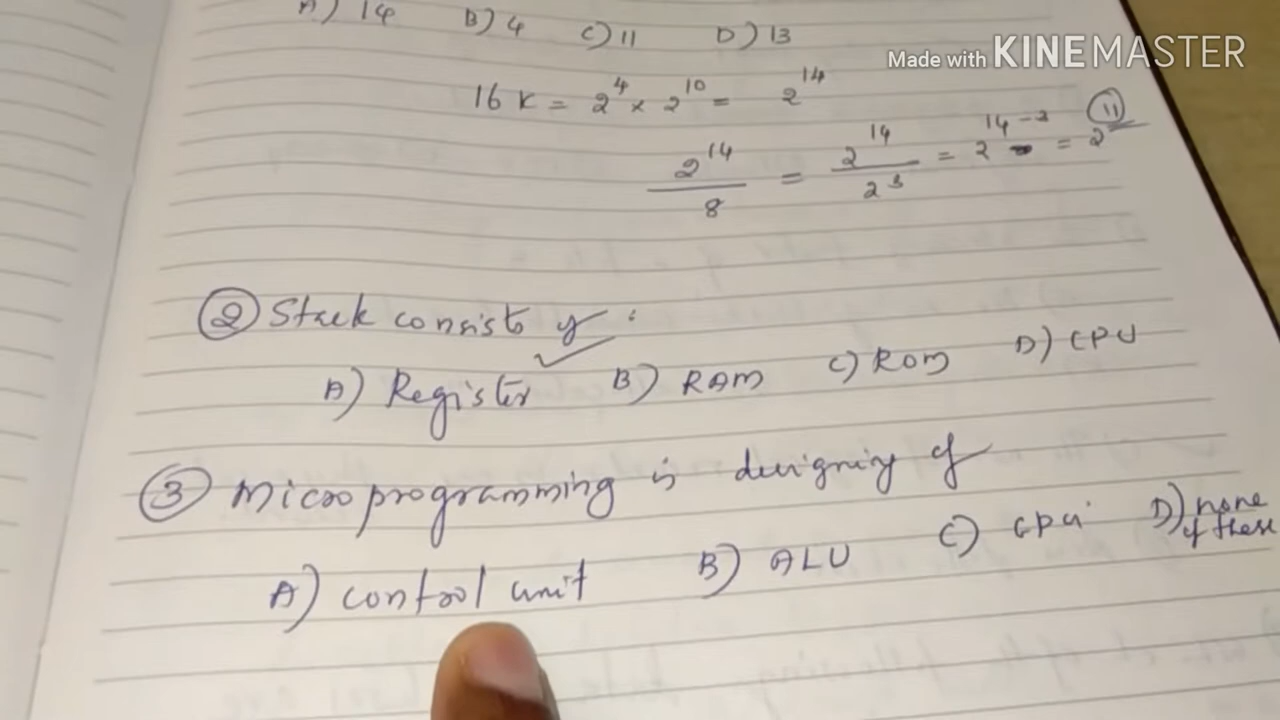 A) 14 B) 4 C) 11 D) 13
Made with KINEMASTER
16 K = 2^4 × 2^10 = 2^14
2^14 / 8 = 2^14 / 2^3 = 2^14-3 = 2^11
② Stack consists of :
A) Register ✓ B) RAM C) ROM D) CPU
③ Microprogramming is designing of
A) control unit B) ALU C) CPU D) none of these